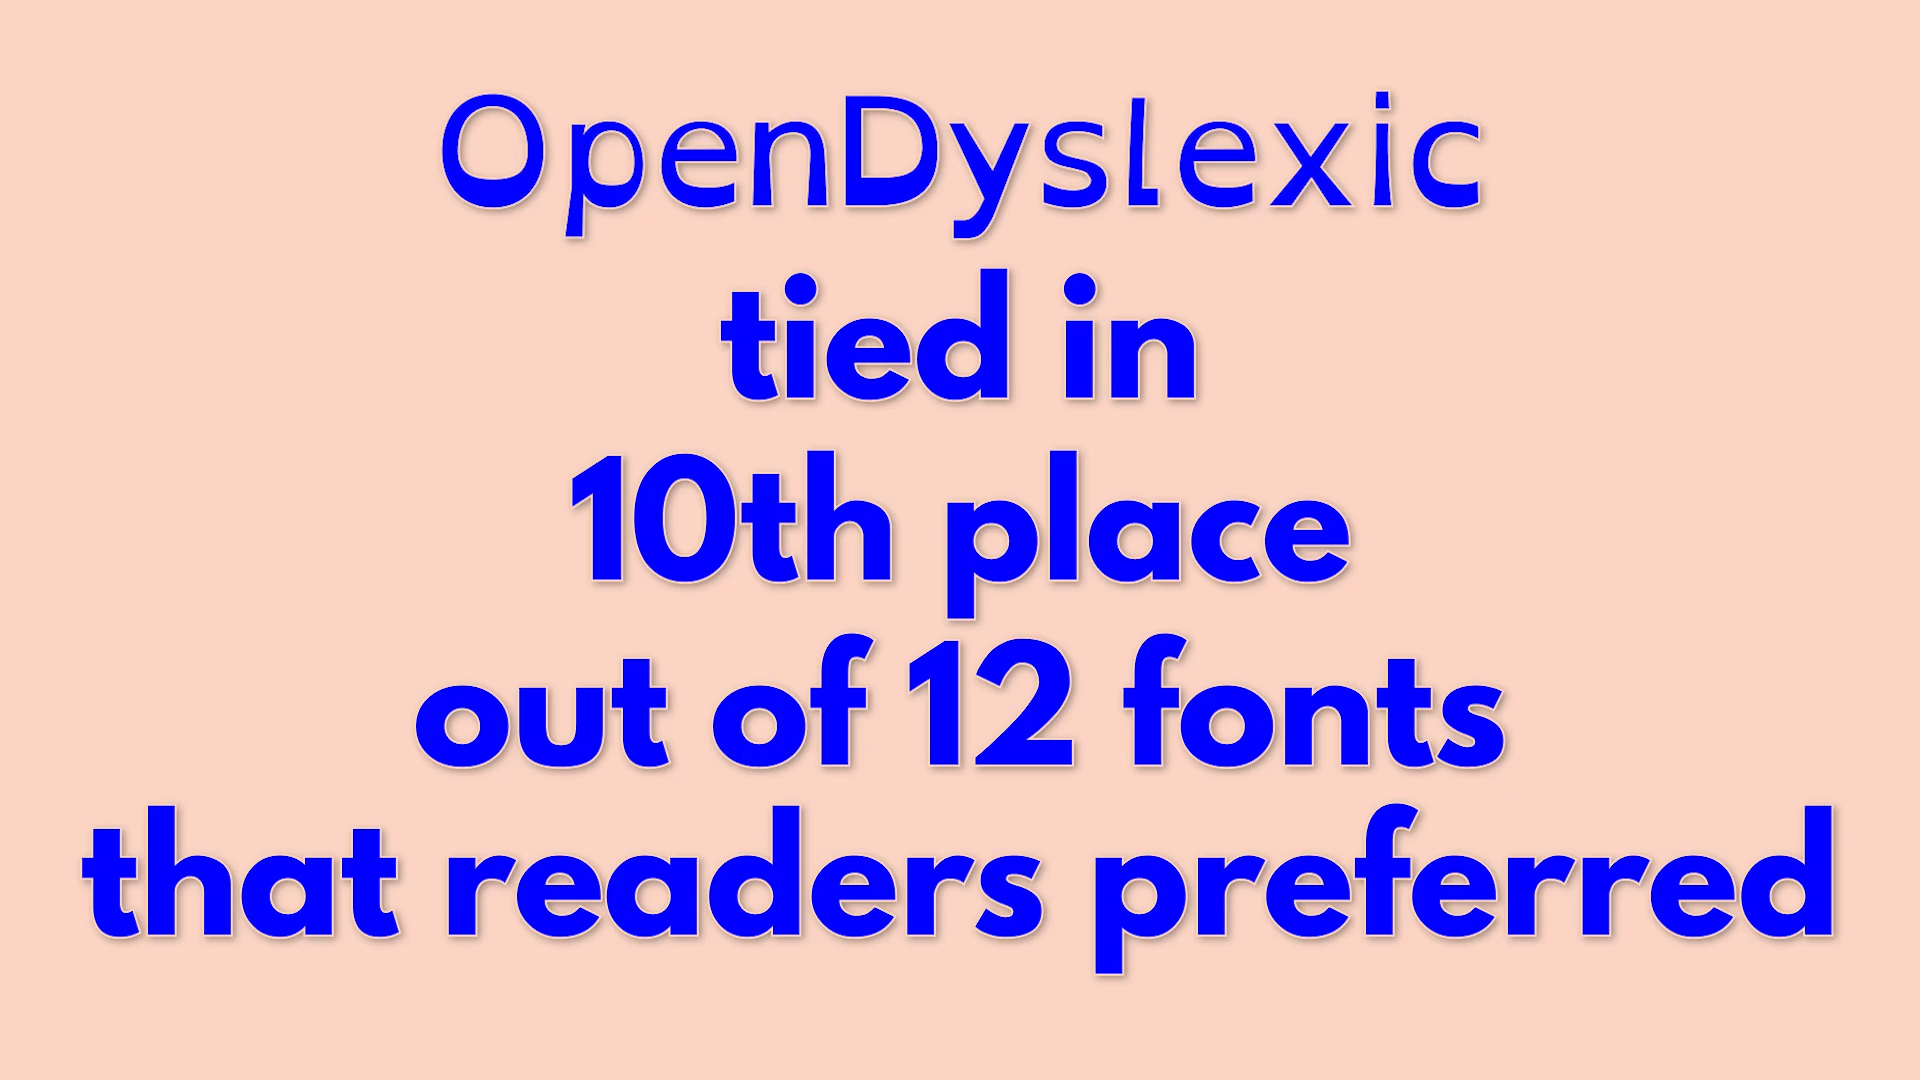 OpenDyslexic
tied in
10th place
out of 12 fonts
that readers preferred